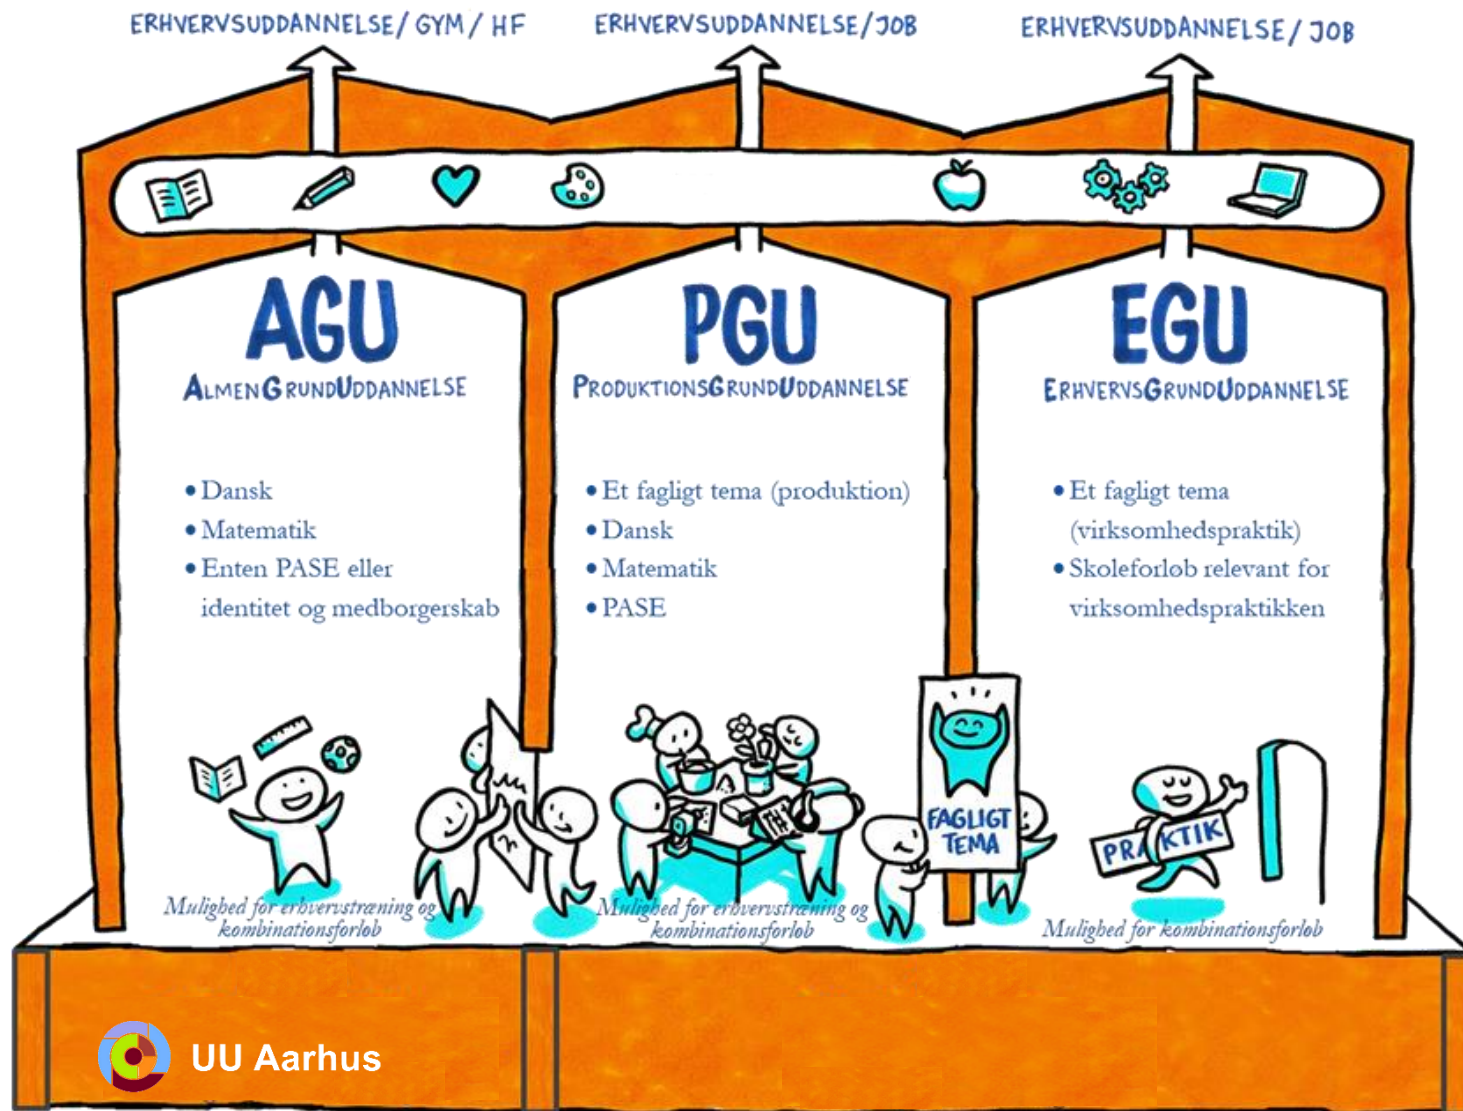 ERHVERVSUDDANNELSE/ GYM / HF
ERHVERVSUDDANNELSE/JOB
ERHVERVSUDDANNELSE/ JOB
AGU
ALMENGRUNDUDDANNELSE
• Dansk
• Matematik
• Enten PASE eller
identitet og medborgerskab
Mulighed for erhvervstræning og
kombinationsforløb
PGU
PRODUKTIONSGRUNDUDDANNELSE
• Et fagligt tema (produktion)
• Dansk
• Matematik
• PASE
Mulighed for erhvervstræning og
kombinationsforløb
FAGLIGT
TEMA
EGU
ERHVERVSGRUNDUDDANNELSE
• Et fagligt tema
(virksomhedspraktik)
• Skoleforløb relevant for
virksomhedspraktikken
PRAKTIK
Mulighed for kombinationsforløb
UU Aarhus